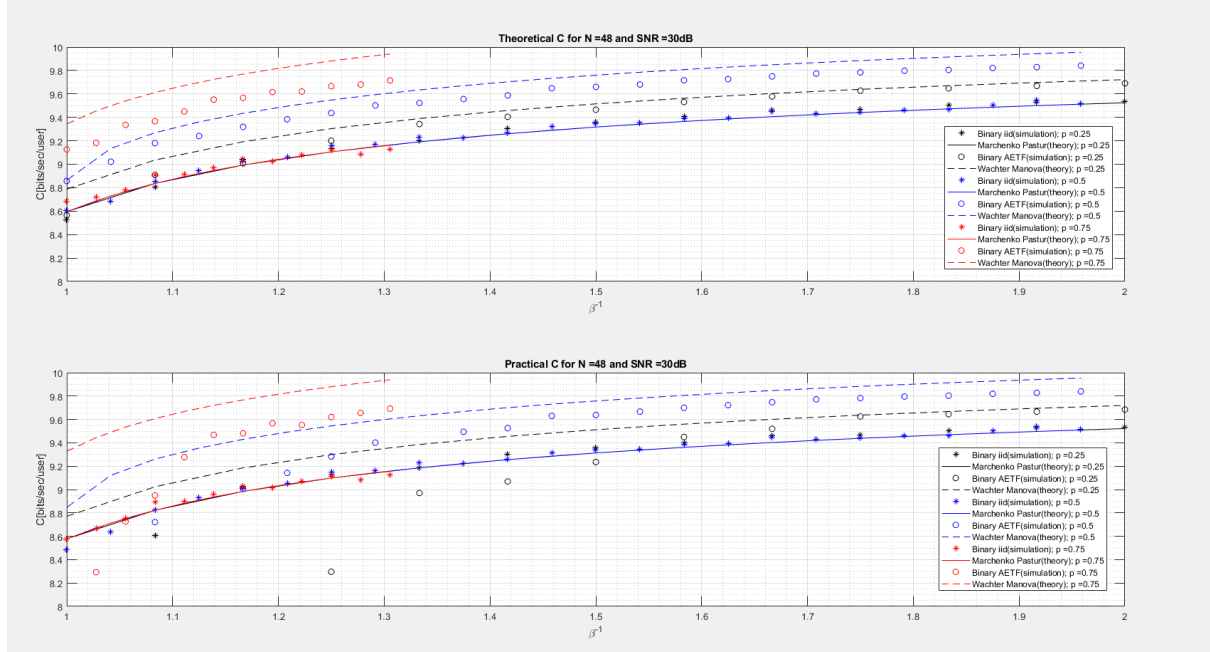 Theoretical C for N =48 and SNR =30dB
C[bits/sec/user]
10
9.8
9.6
9.4
9.2
9
8.8
8.6
8.4
8.2
8
1
1.1
1.2
1.3
1.4
1.5
1.6
1.7
1.8
1.9
2
β-1
Binary iid(simulation); p =0.25
Marchenko Pastur(theory); p =0.25
Binary AETF(simulation); p =0.25
Wachter Manova(theory); p =0.25
Binary iid(simulation); p =0.5
Marchenko Pastur(theory); p =0.5
Binary AETF(simulation); p =0.5
Wachter Manova(theory); p =0.5
Binary iid(simulation); p =0.75
Marchenko Pastur(theory); p =0.75
Binary AETF(simulation); p =0.75
Wachter Manova(theory); p =0.75
Practical C for N =48 and SNR =30dB
C[bits/sec/user]
10
9.8
9.6
9.4
9.2
9
8.8
8.6
8.4
8.2
8
1
1.1
1.2
1.3
1.4
1.5
1.6
1.7
1.8
1.9
2
β-1
Binary iid(simulation); p =0.25
Marchenko Pastur(theory); p =0.25
Binary AETF(simulation); p =0.25
Wachter Manova(theory); p =0.25
Binary iid(simulation); p =0.5
Marchenko Pastur(theory); p =0.5
Binary AETF(simulation); p =0.5
Wachter Manova(theory); p =0.5
Binary iid(simulation); p =0.75
Marchenko Pastur(theory); p =0.75
Binary AETF(simulation); p =0.75
Wachter Manova(theory); p =0.75